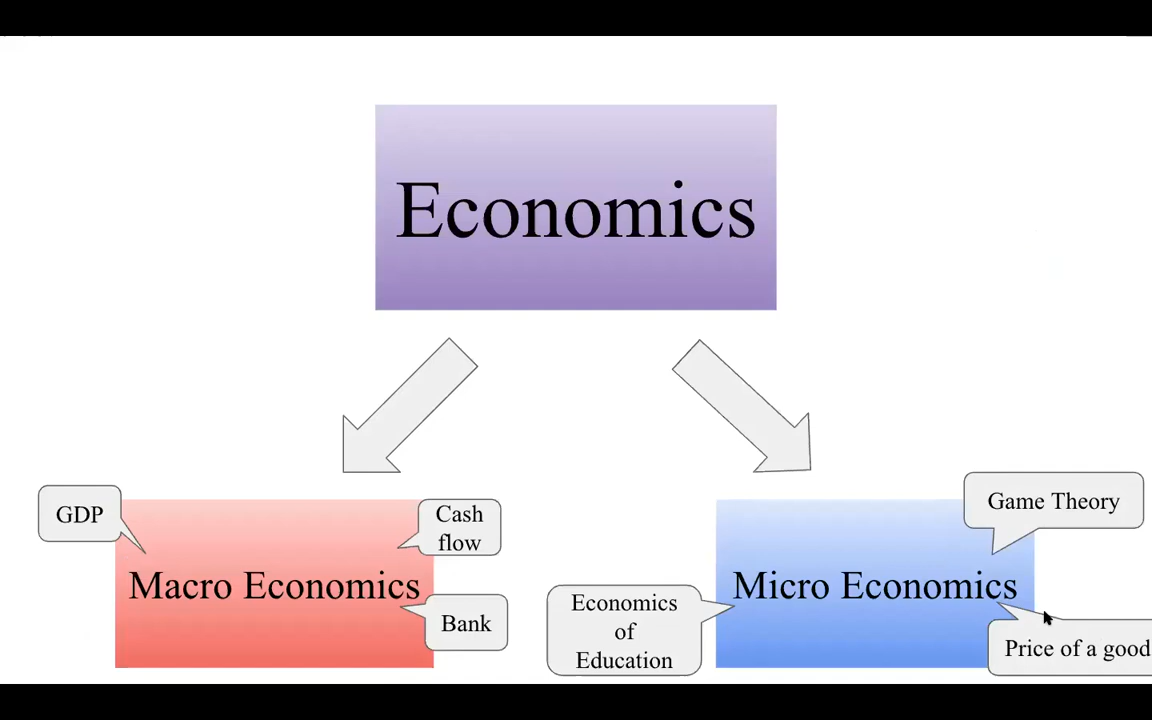 Economics
GDP
Cash
flow
Macro Economics
Bank
Game Theory
Micro Economics
Economics
of
Education
Price of a good